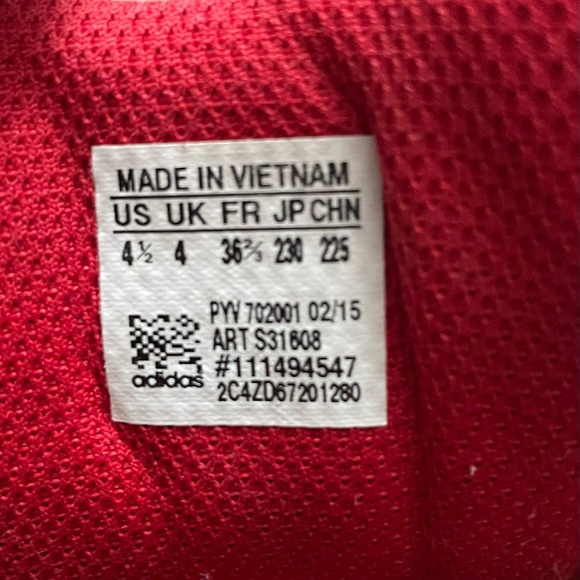 MADE IN VIETNAM
US UK FR JP CHN
4½ 4 36⅔ 230 225
PYV 702001 02/15
ART S31608
#111494547
2C4ZD67201280
adidas